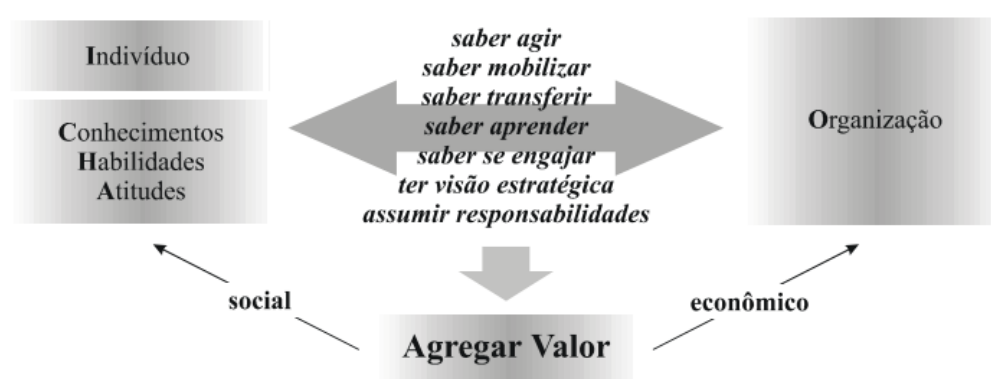 Indivíduo
Conhecimentos
Habilidades
Atitudes
saber agir
saber mobilizar
saber transferir
saber aprender
saber se engajar
ter visão estratégica
assumir responsabilidades
Organização
social
econômico
Agregar Valor